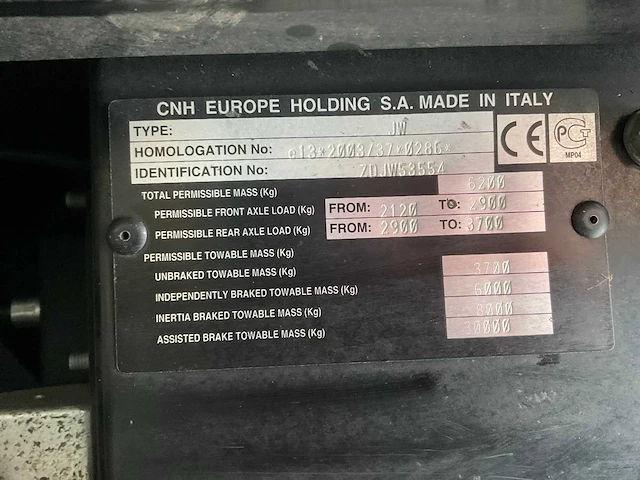 CNH EUROPE HOLDING S.A. MADE IN ITALY
TYPE: JW
HOMOLOGATION No: e13*2003/37*0286*
IDENTIFICATION No: ZDJW53554
TOTAL PERMISSIBLE MASS (Kg) 6200
PERMISSIBLE FRONT AXLE LOAD (Kg) FROM: 2120 TO: 2900
PERMISSIBLE REAR AXLE LOAD (Kg) FROM: 2900 TO: 3700
PERMISSIBLE TOWABLE MASS (Kg)
UNBRAKED TOWABLE MASS (Kg) 3700
INDEPENDENTLY BRAKED TOWABLE MASS (Kg) 6000
INERTIA BRAKED TOWABLE MASS (Kg) 8000
ASSISTED BRAKE TOWABLE MASS (Kg) 30000
CE
PCT
MP04